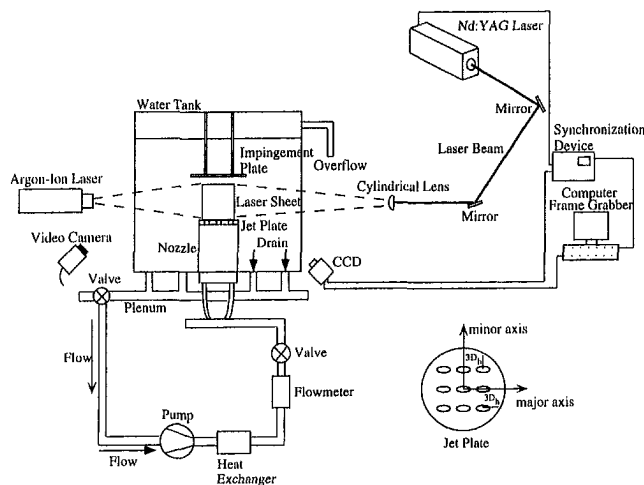 Nd:YAG Laser
Water Tank
Mirror
Synchronization
Device
Impingement
Plate
Overflow
Laser Beam
Argon-Ion Laser
Cylindrical Lens
Computer
Frame Grabber
Laser Sheet
Mirror
Jet Plate
Video Camera
Nozzle
Drain
CCD
Valve
Plenum
minor axis
Flow
Valve
3Dh
Flowmeter
major axis
3Dh
Pump
Jet Plate
Flow
Heat
Exchanger